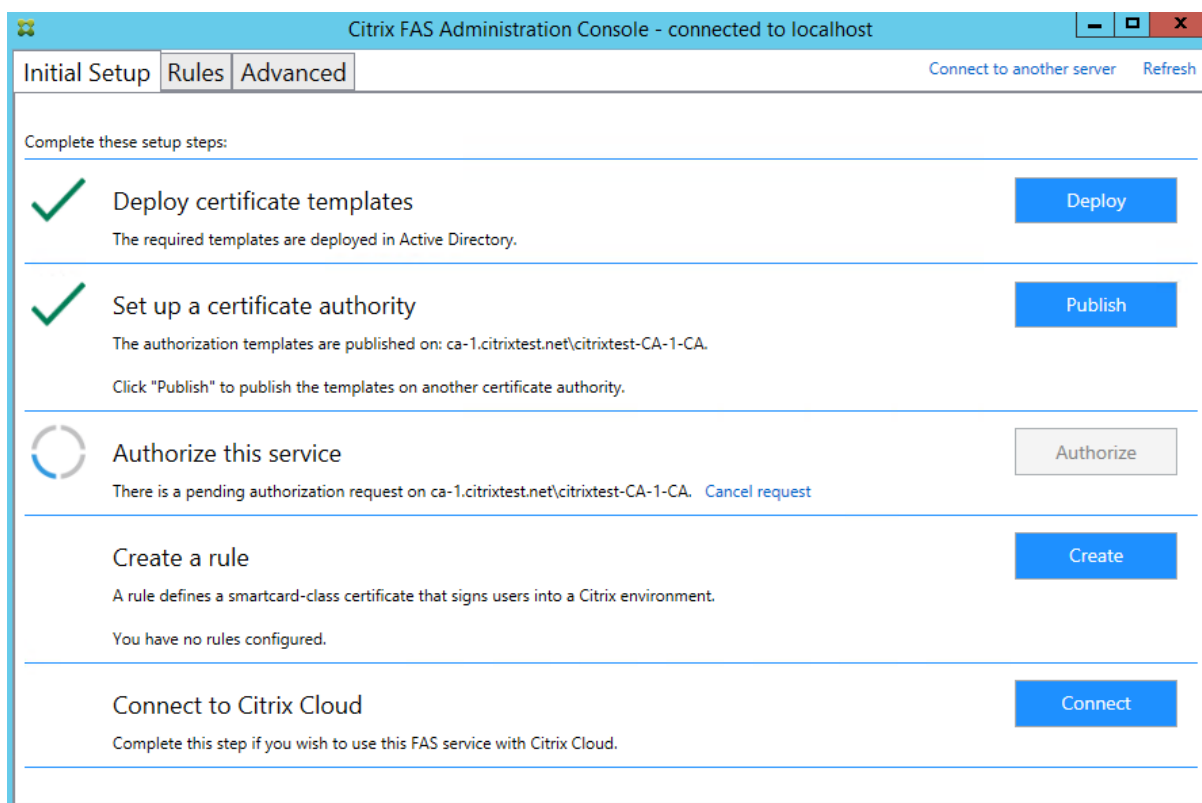 Citrix FAS Administration Console - connected to localhost
Initial Setup Rules Advanced Connect to another server Refresh
Complete these setup steps:
Deploy certificate templates Deploy
The required templates are deployed in Active Directory.
Set up a certificate authority Publish
The authorization templates are published on: ca-1.citrixtest.net\citrixtest-CA-1-CA.
Click "Publish" to publish the templates on another certificate authority.
Authorize this service Authorize
There is a pending authorization request on ca-1.citrixtest.net\citrixtest-CA-1-CA. Cancel request
Create a rule Create
A rule defines a smartcard-class certificate that signs users into a Citrix environment.
You have no rules configured.
Connect to Citrix Cloud Connect
Complete this step if you wish to use this FAS service with Citrix Cloud.